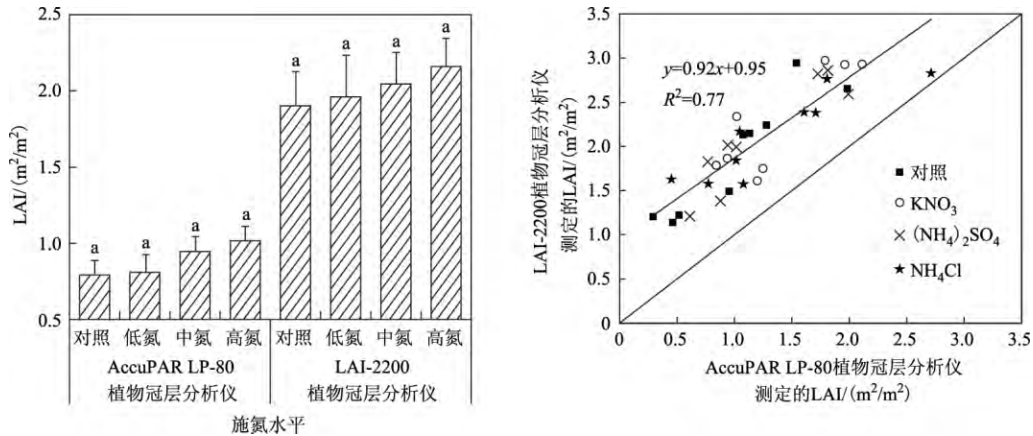 LAI/(m²/m²)
2.5
2.0
1.5
1.0
0.5
a a a a a a a a
对照 低氮 中氮 高氮 对照 低氮 中氮 高氮
AccuPAR LP-80 LAI-2200
植物冠层分析仪 植物冠层分析仪
施氮水平
LAI-2200植物冠层分析仪
测定的LAI/(m²/m²)
3.5
3.0
2.5
2.0
1.5
1.0
0.5
0
y=0.92x+0.95
R²=0.77
对照
KNO₃
(NH₄)₂SO₄
NH₄Cl
0.5 1.0 1.5 2.0 2.5 3.0 3.5
AccuPAR LP-80植物冠层分析仪
测定的LAI/(m²/m²)